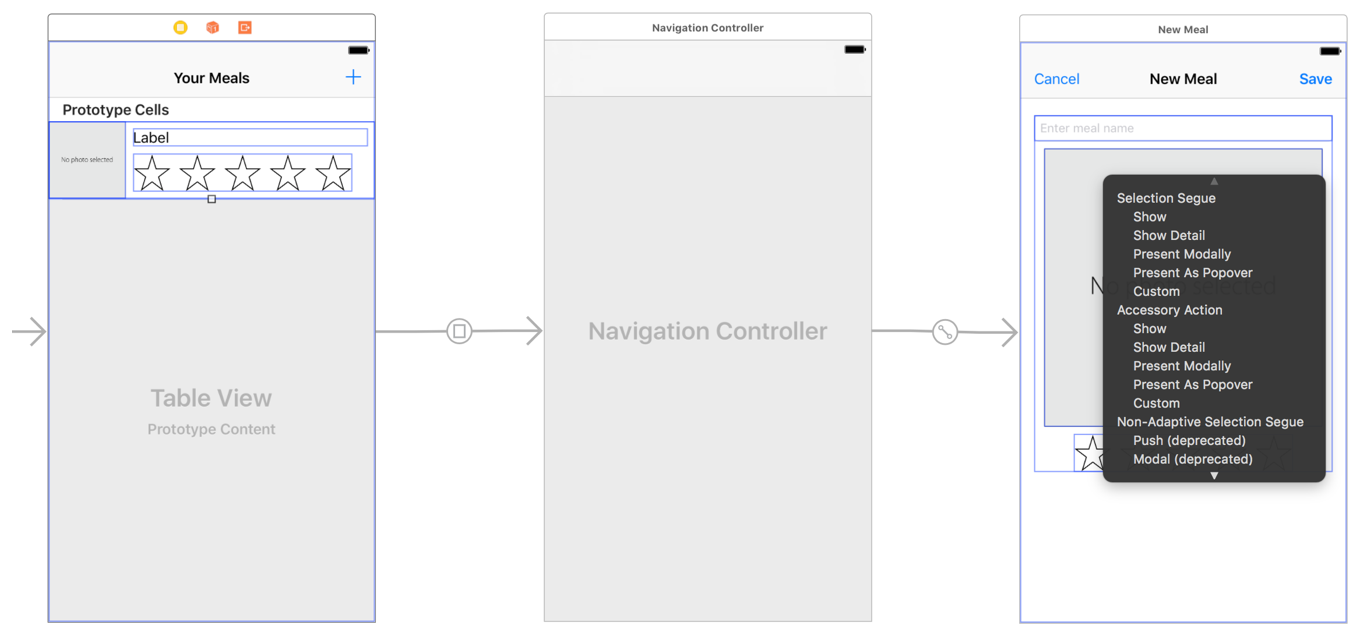 Your Meals
Prototype Cells
No photo selected
Label
Table View
Prototype Content
Navigation Controller
Navigation Controller
New Meal
Cancel
New Meal
Save
Enter meal name
No photo selected
Selection Segue
Show
Show Detail
Present Modally
Present As Popover
Custom
Accessory Action
Show
Show Detail
Present Modally
Present As Popover
Custom
Non-Adaptive Selection Segue
Push (deprecated)
Modal (deprecated)